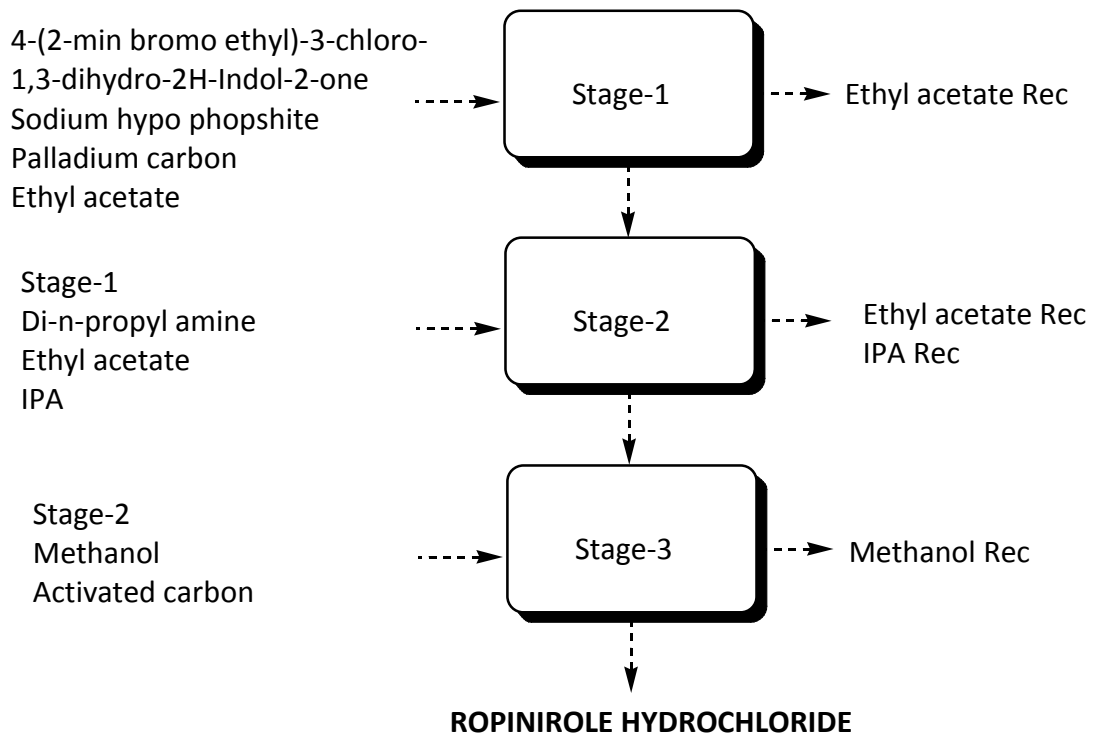 4-(2-min bromo ethyl)-3-chloro-
1,3-dihydro-2H-Indol-2-one
Sodium hypo phopshite
Palladium carbon
Ethyl acetate
Stage-1
Ethyl acetate Rec
Stage-1
Di-n-propyl amine
Ethyl acetate
IPA
Stage-2
Ethyl acetate Rec
IPA Rec
Stage-2
Methanol
Activated carbon
Stage-3
Methanol Rec
ROPINIROLE HYDROCHLORIDE